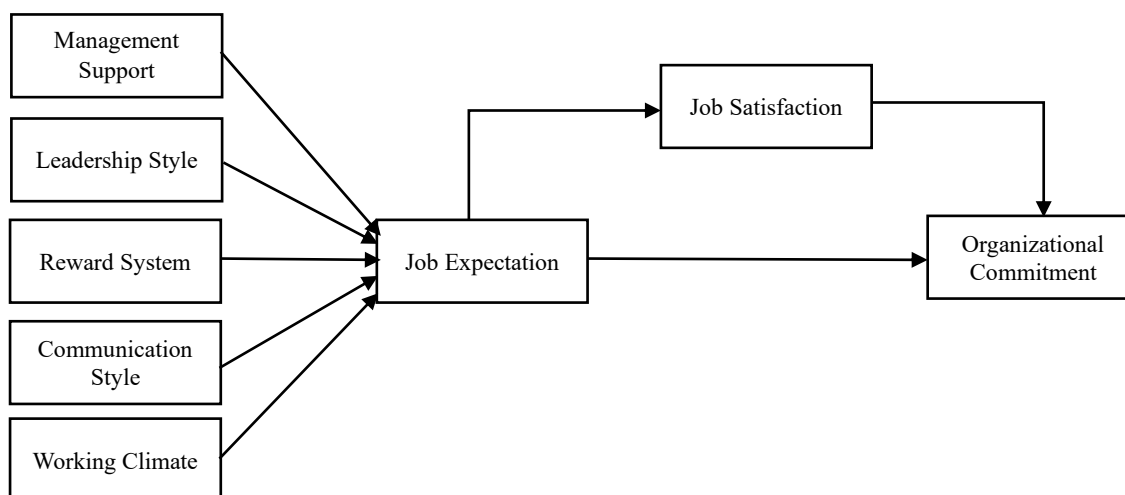 Management
Support
Leadership Style
Reward System
Communication
Style
Working Climate
Job Expectation
Job Satisfaction
Organizational
Commitment